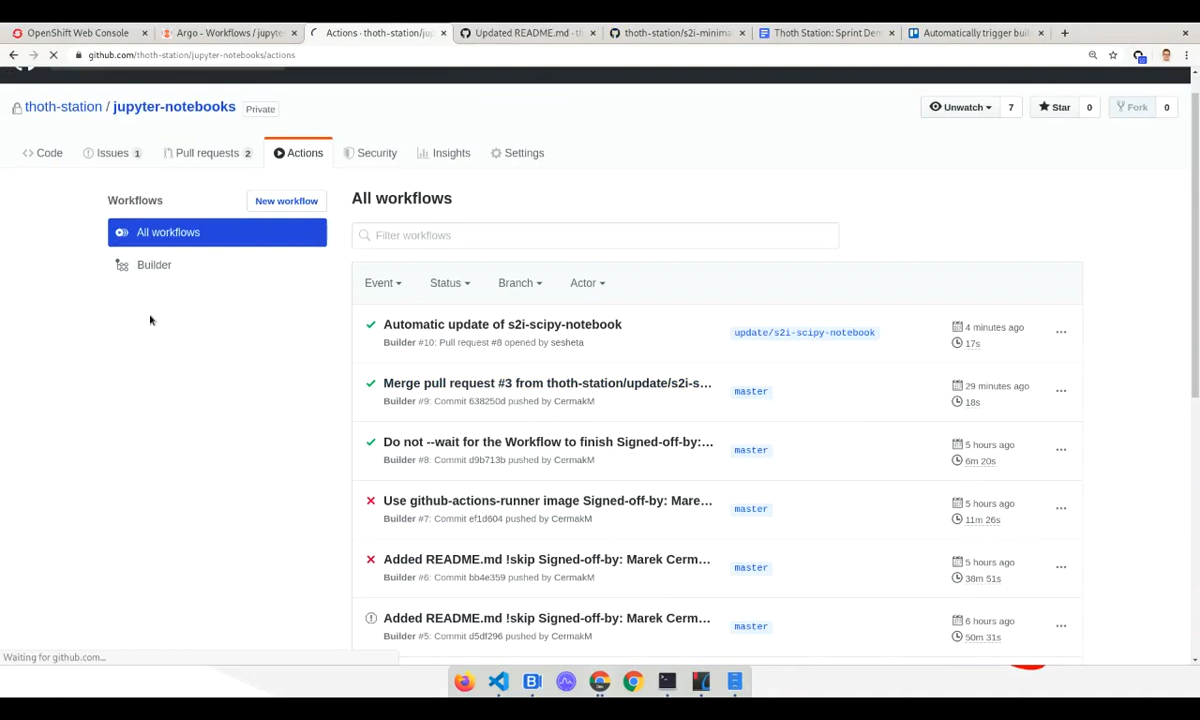 OpenShift Web Console
Argo - Workflows / jupyte
Actions · thoth-station/ju
Updated README.md · th
thoth-station/s2i-minima
Thoth Station: Sprint Dem
Automatically trigger buil
github.com/thoth-station/jupyter-notebooks/actions
thoth-station / jupyter-notebooks Private
Unwatch 7
Star 0
Fork 0
Code
Issues 1
Pull requests 2
Actions
Security
Insights
Settings
Workflows
New workflow
All workflows
Builder
All workflows
Filter workflows
Event Status Branch Actor
Automatic update of s2i-scipy-notebook
Builder #10: Pull request #8 opened by sesheta
update/s2i-scipy-notebook
4 minutes ago
17s
Merge pull request #3 from thoth-station/update/s2i-s...
Builder #9: Commit 638250d pushed by CermakM
master
29 minutes ago
18s
Do not --wait for the Workflow to finish Signed-off-by:...
Builder #8: Commit d9b713b pushed by CermakM
master
5 hours ago
6m 20s
Use github-actions-runner image Signed-off-by: Mare...
Builder #7: Commit ef1d604 pushed by CermakM
master
5 hours ago
11m 26s
Added README.md !skip Signed-off-by: Marek Cerm...
Builder #6: Commit bb4e359 pushed by CermakM
master
5 hours ago
38m 51s
Added README.md !skip Signed-off-by: Marek Cerm...
Builder #5: Commit d5df296 pushed by CermakM
master
6 hours ago
50m 31s
Waiting for github.com...